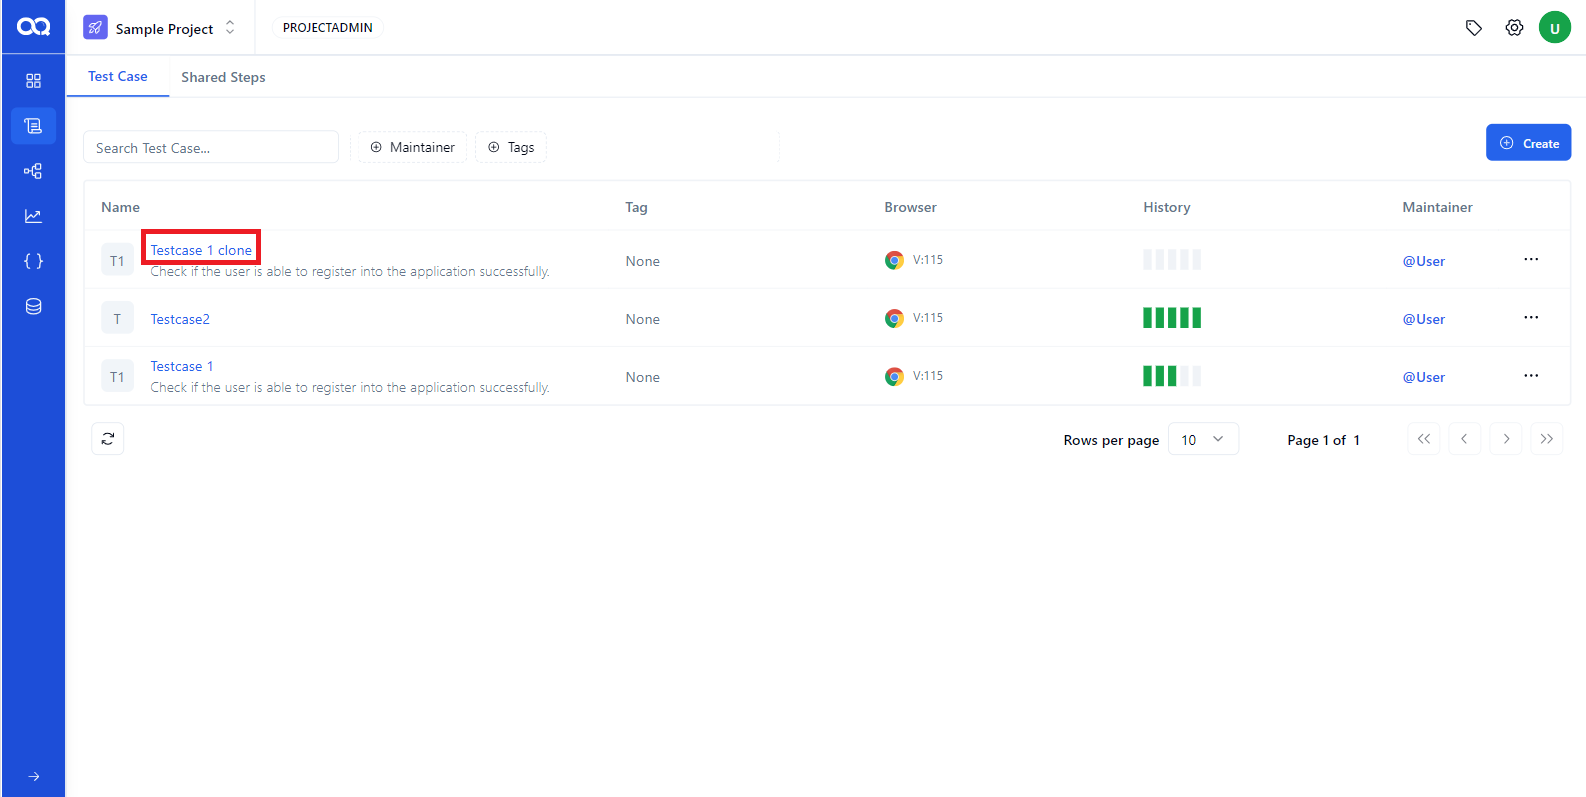 Sample Project
PROJECTADMIN
U
Test Case
Shared Steps
Search Test Case...
Maintainer
Tags
Create
Name Tag Browser History Maintainer
T1 Testcase 1 clone None V:115 @User ...
Check if the user is able to register into the application successfully.
T Testcase2 None V:115 @User ...
T1 Testcase 1 None V:115 @User ...
Check if the user is able to register into the application successfully.
Rows per page 10 Page 1 of 1